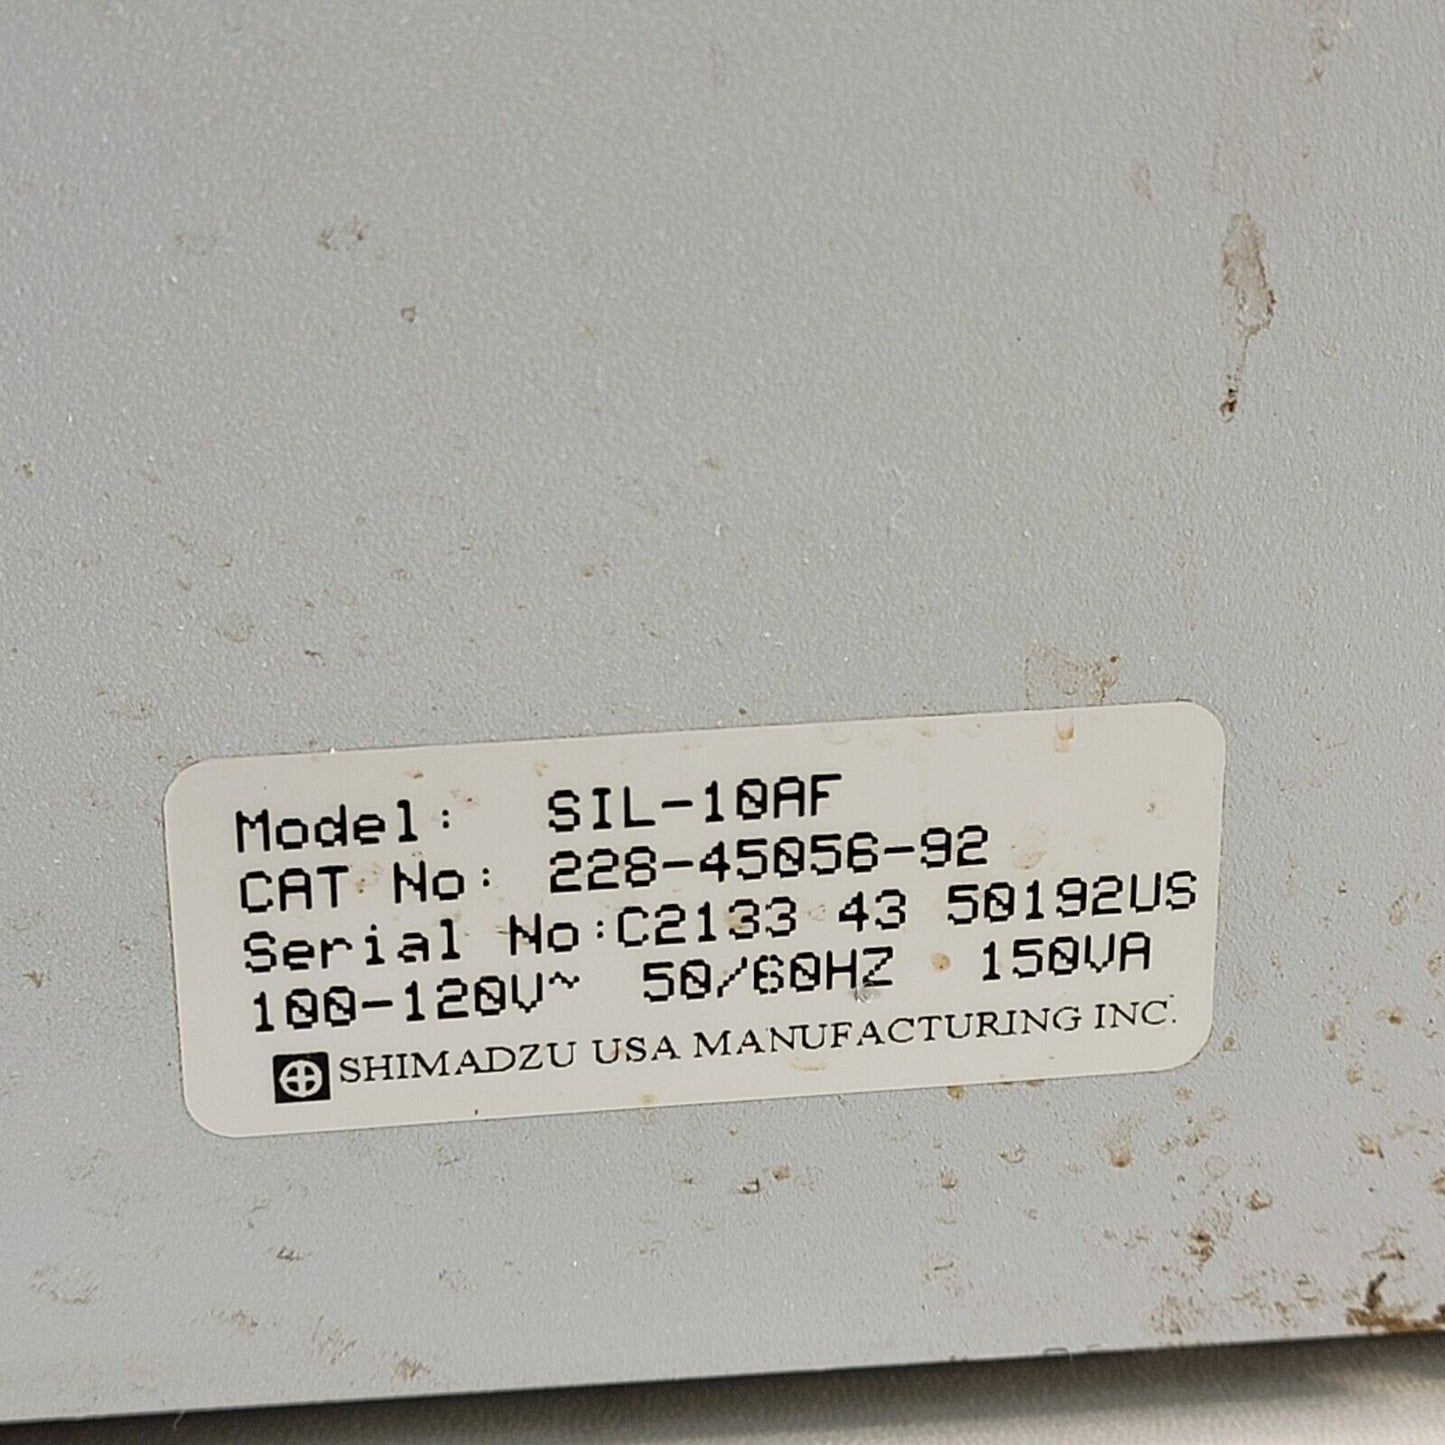 Model: SIL-10AF
CAT No: 228-45056-92
Serial No:C2133 43 50192US
100-120V~ 50/60HZ 150VA
SHIMADZU USA MANUFACTURING INC.